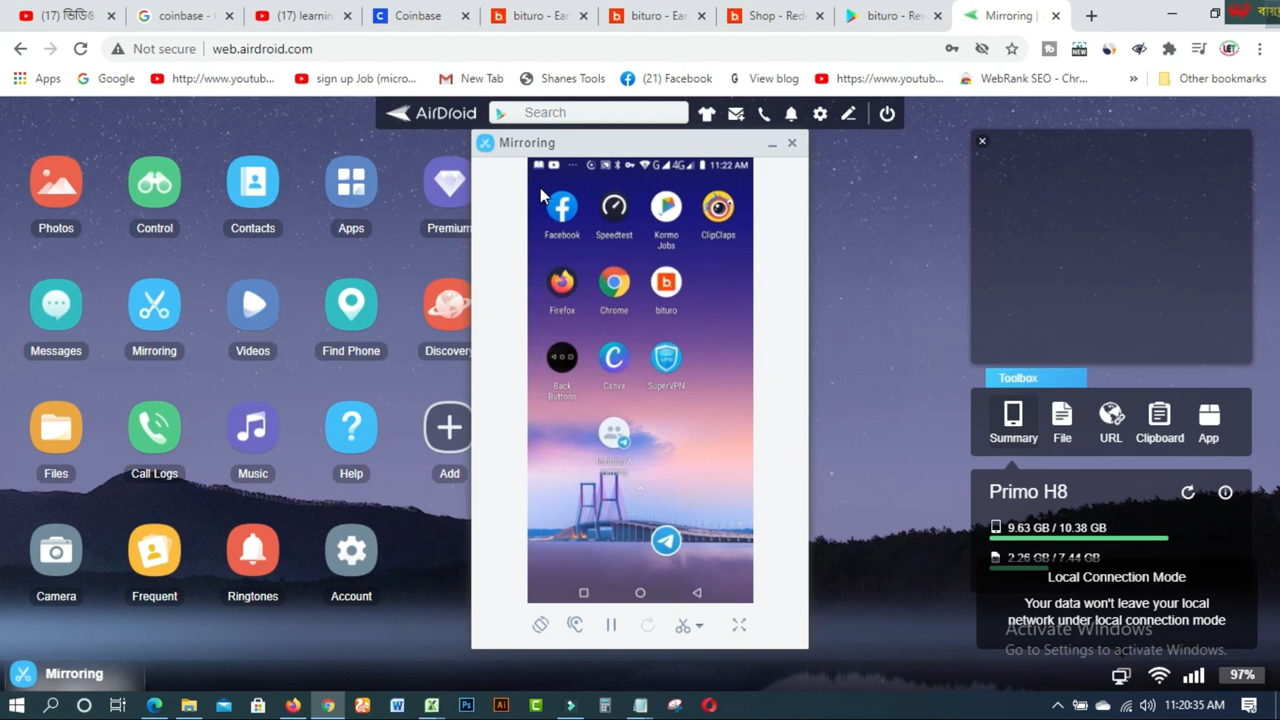 (17) ভিডিও
coinbase - G
(17) learnin
Coinbase
bituro - Ear
bituro - Ear
Shop - Rede
bituro - Rev
Mirroring |
Not secure web.airdroid.com
Apps Google http://www.youtub... sign up Job (micro... New Tab Shanes Tools (21) Facebook View blog https://www.youtub... WebRank SEO - Chr... » Other bookmarks
AirDroid Search
Mirroring
11:22 AM
G 4G
Facebook Speedtest Kormo Jobs ClipClaps
Firefox Chrome bituro
Back Buttons Canva SuperVPN
Photos Control Contacts Apps Premium
Messages Mirroring Videos Find Phone Discovery
Files Call Logs Music Help Add
Camera Frequent Ringtones Account
Toolbox
Summary File URL Clipboard App
Primo H8
9.63 GB / 10.38 GB
2.26 GB / 7.44 GB
Local Connection Mode
Your data won't leave your local
network under local connection mode
Activate Windows
Go to Settings to activate Windows.
Mirroring
97%
11:20:35 AM